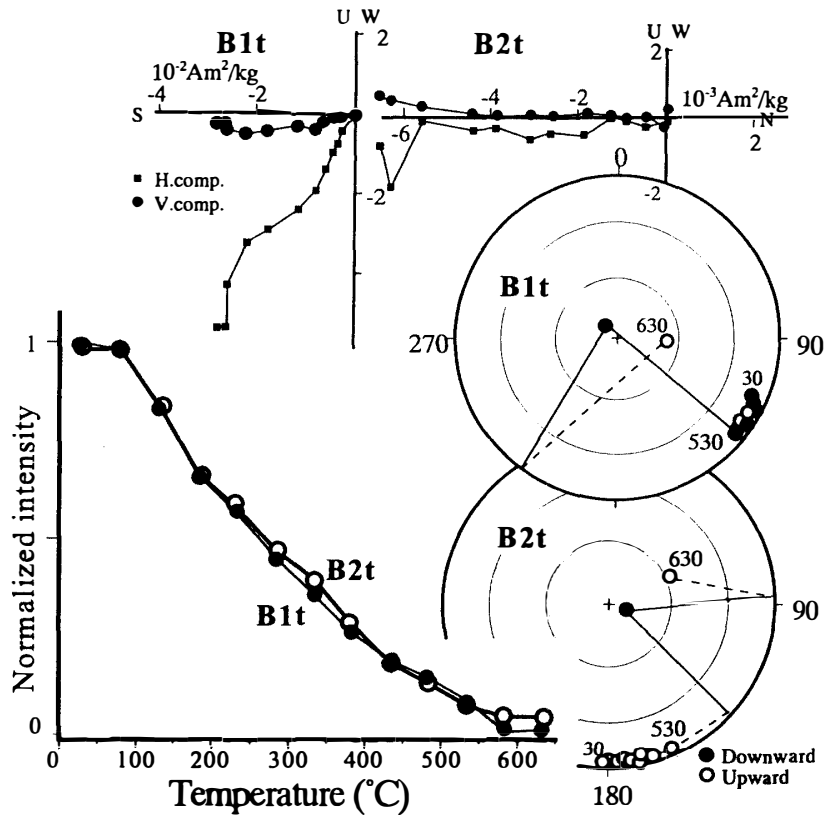 B1t
U W
2
10⁻²Am²/kg
-4
-2
S
-2
■ H.comp.
● V.comp.
B2t
U W
2
-4
-2
10⁻³Am²/kg
-6
N
2
-2
0
B1t
630
270
90
30
530
B2t
630
90
30
530
180
● Downward
○ Upward
Normalized intensity
1
0
B2t
B1t
0
100
200
300
400
500
600
Temperature (°C)